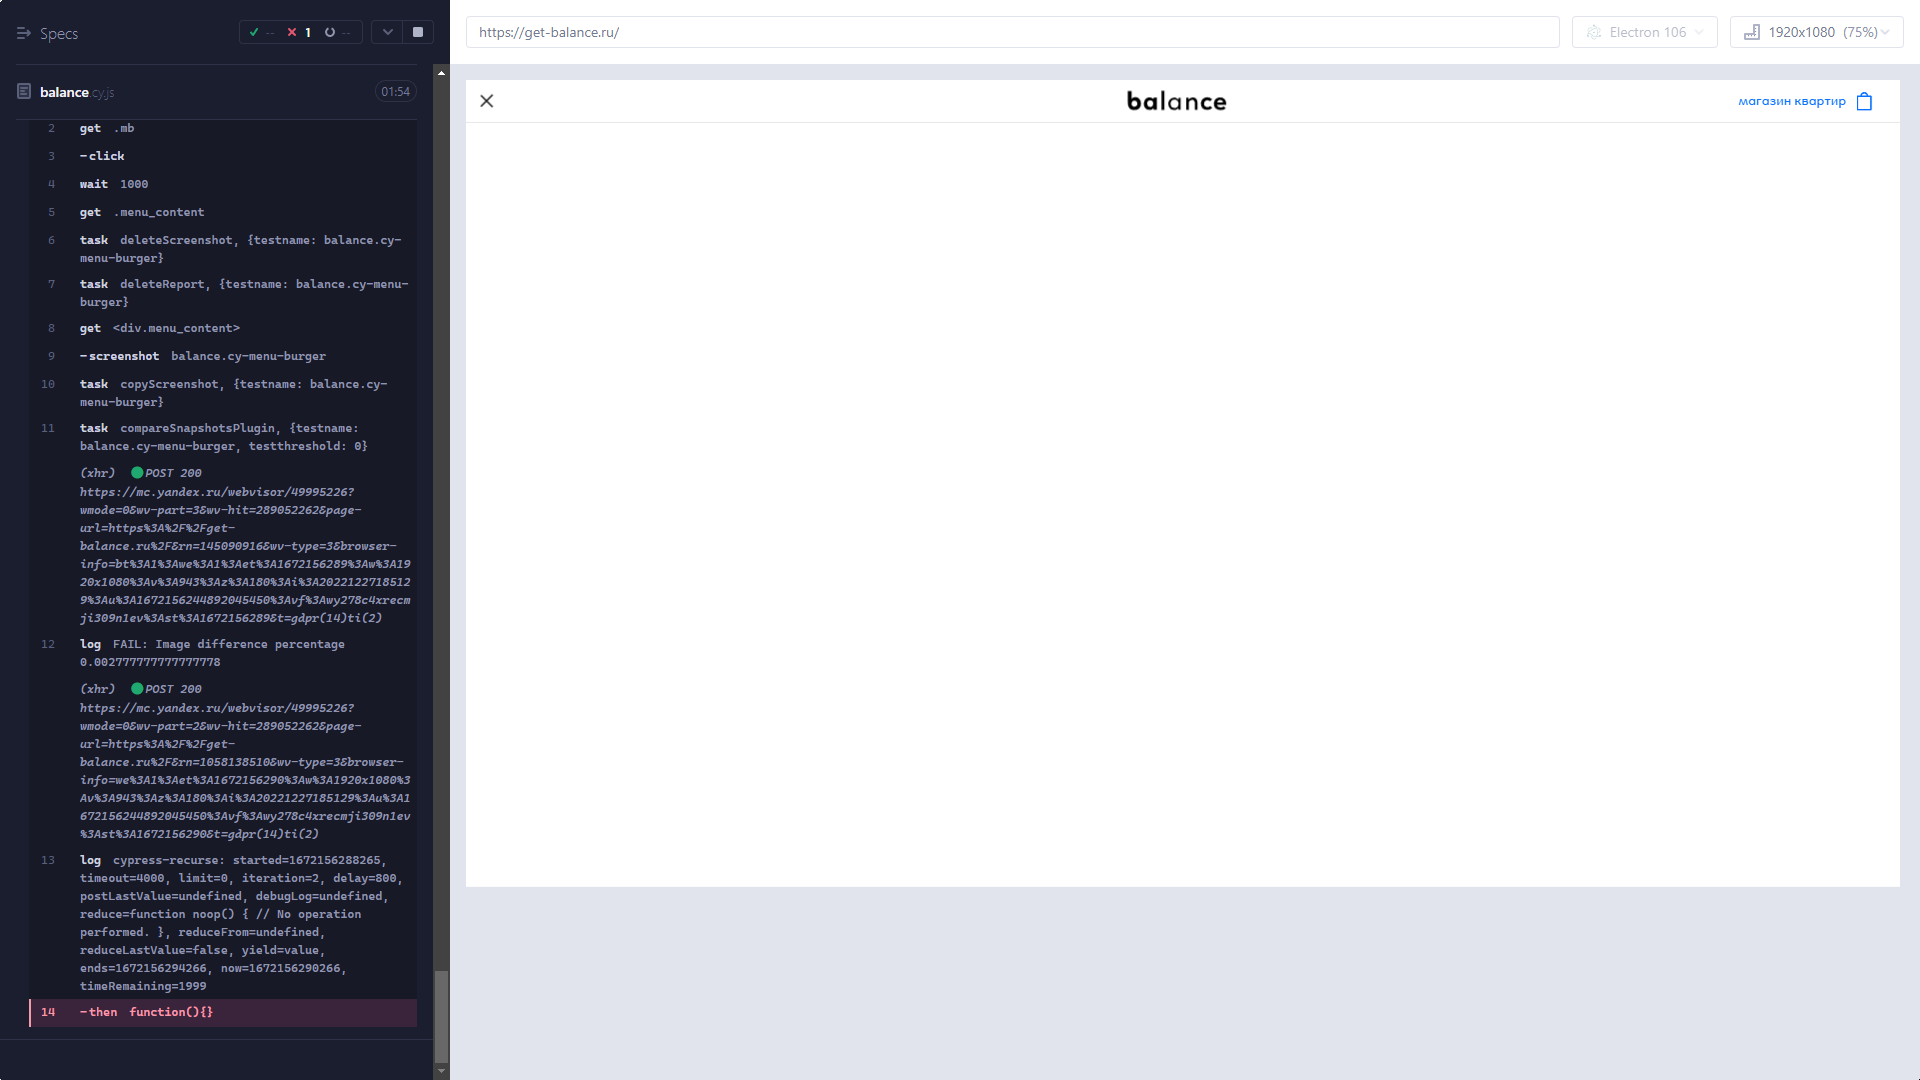 Specs
-- 1 --
balance.cy.js 01:54
2 get .mb
3 -click
4 wait 1000
5 get .menu_content
6 task deleteScreenshot, {testname: balance.cy-
menu-burger}
7 task deleteReport, {testname: balance.cy-menu-
burger}
8 get <div.menu_content>
9 -screenshot balance.cy-menu-burger
10 task copyScreenshot, {testname: balance.cy-
menu-burger}
11 task compareSnapshotsPlugin, {testname:
balance.cy-menu-burger, testthreshold: 0}
(xhr) POST 200
https://mc.yandex.ru/webvisor/49995226?
wmode=0&wv-part=3&wv-hit=289052262&page-
url=https%3A%2F%2Fget-
balance.ru%2F&rn=145090916&wv-type=3&browser-
info=bt%3A1%3Awe%3A1%3Aet%3A1672156289%3Aw%3A19
20x1080%3Av%3A943%3Az%3A180%3Ai%3A2022122718512
9%3Au%3A1672156244892045450%3Avf%3Awy278c4xrecm
ji309n1ev%3Ast%3A1672156289&t=gdpr(14)ti(2)
12 log FAIL: Image difference percentage
0.002777777777777778
(xhr) POST 200
https://mc.yandex.ru/webvisor/49995226?
wmode=0&wv-part=2&wv-hit=289052262&page-
url=https%3A%2F%2Fget-
balance.ru%2F&rn=1058138510&wv-type=3&browser-
info=we%3A1%3Aet%3A1672156290%3Aw%3A1920x1080%3
Av%3A943%3Az%3A180%3Ai%3A20221227185129%3Au%3A1
672156244892045450%3Avf%3Awy278c4xrecmji309n1ev
%3Ast%3A1672156290&t=gdpr(14)ti(2)
13 log cypress-recurse: started=1672156288265,
timeout=4000, limit=0, iteration=2, delay=800,
postLastValue=undefined, debugLog=undefined,
reduce=function noop() { // No operation
performed. }, reduceFrom=undefined,
reduceLastValue=false, yield=value,
ends=1672156294266, now=1672156290266,
timeRemaining=1999
14 -then function(){}
https://get-balance.ru/
Electron 106
1920x1080 (75%)
balance
магазин квартир